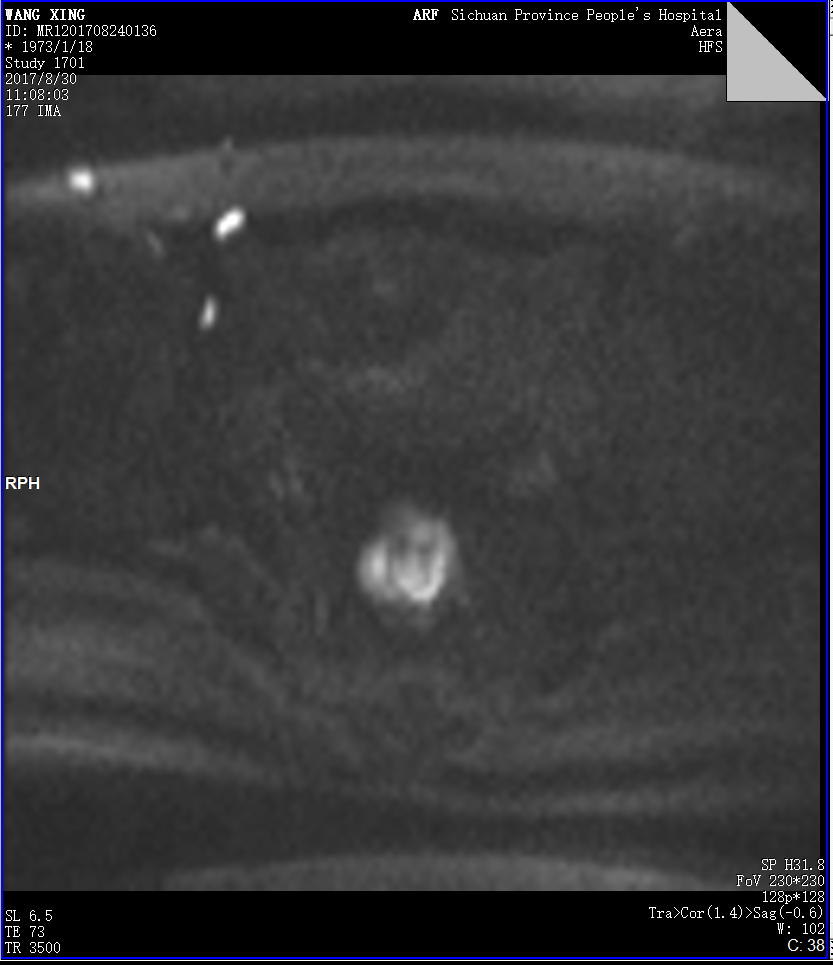 WANG XING
ID: MR1201708240136
* 1973/1/18
Study 1701
2017/8/30
11:08:03
177 IMA
ARF Sichuan Province People's Hospital
Aera
HFS
RPH
SL 6.5
TE 73
TR 3500
SP H31.8
FoV 230*230
128p*128
Tra>Cor(1.4)>Sag(-0.6)
W: 102
C: 38